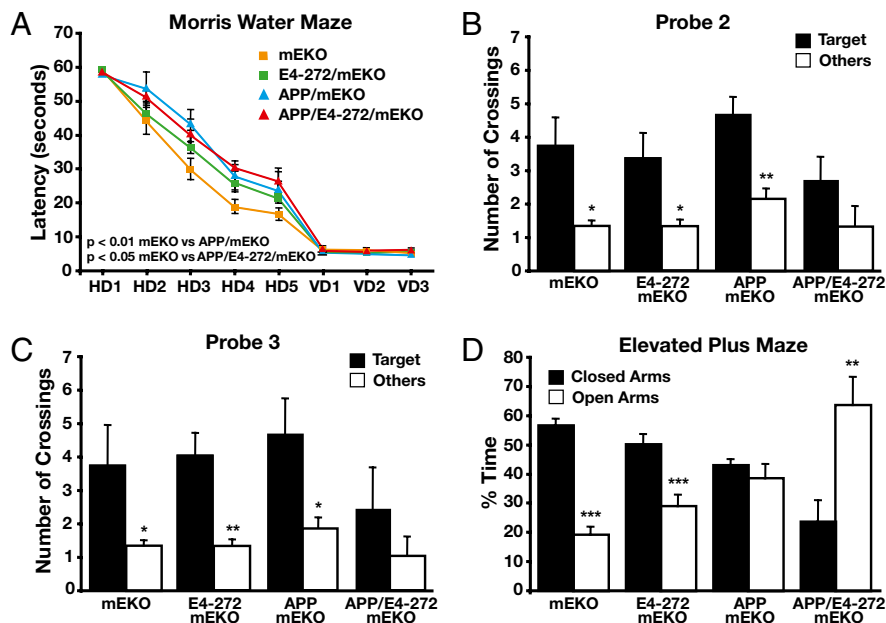 A
Morris Water Maze
70
60
50
40
30
20
10
0
Latency (seconds)
mEKO
E4-272/mEKO
APP/mEKO
APP/E4-272/mEKO
p < 0.01 mEKO vs APP/mEKO
p < 0.05 mEKO vs APP/E4-272/mEKO
HD1 HD2 HD3 HD4 HD5 VD1 VD2 VD3
B
Probe 2
7
6
5
4
3
2
1
0
Number of Crossings
Target
Others
*
*
**
mEKO E4-272 APP APP/E4-272
mEKO mEKO mEKO
C
Probe 3
7
6
5
4
3
2
1
0
Number of Crossings
Target
Others
*
**
*
mEKO E4-272 APP APP/E4-272
mEKO mEKO mEKO
D
Elevated Plus Maze
80
70
60
50
40
30
20
10
0
% Time
Closed Arms
Open Arms
***
***
**
mEKO E4-272 APP APP/E4-272
mEKO mEKO mEKO